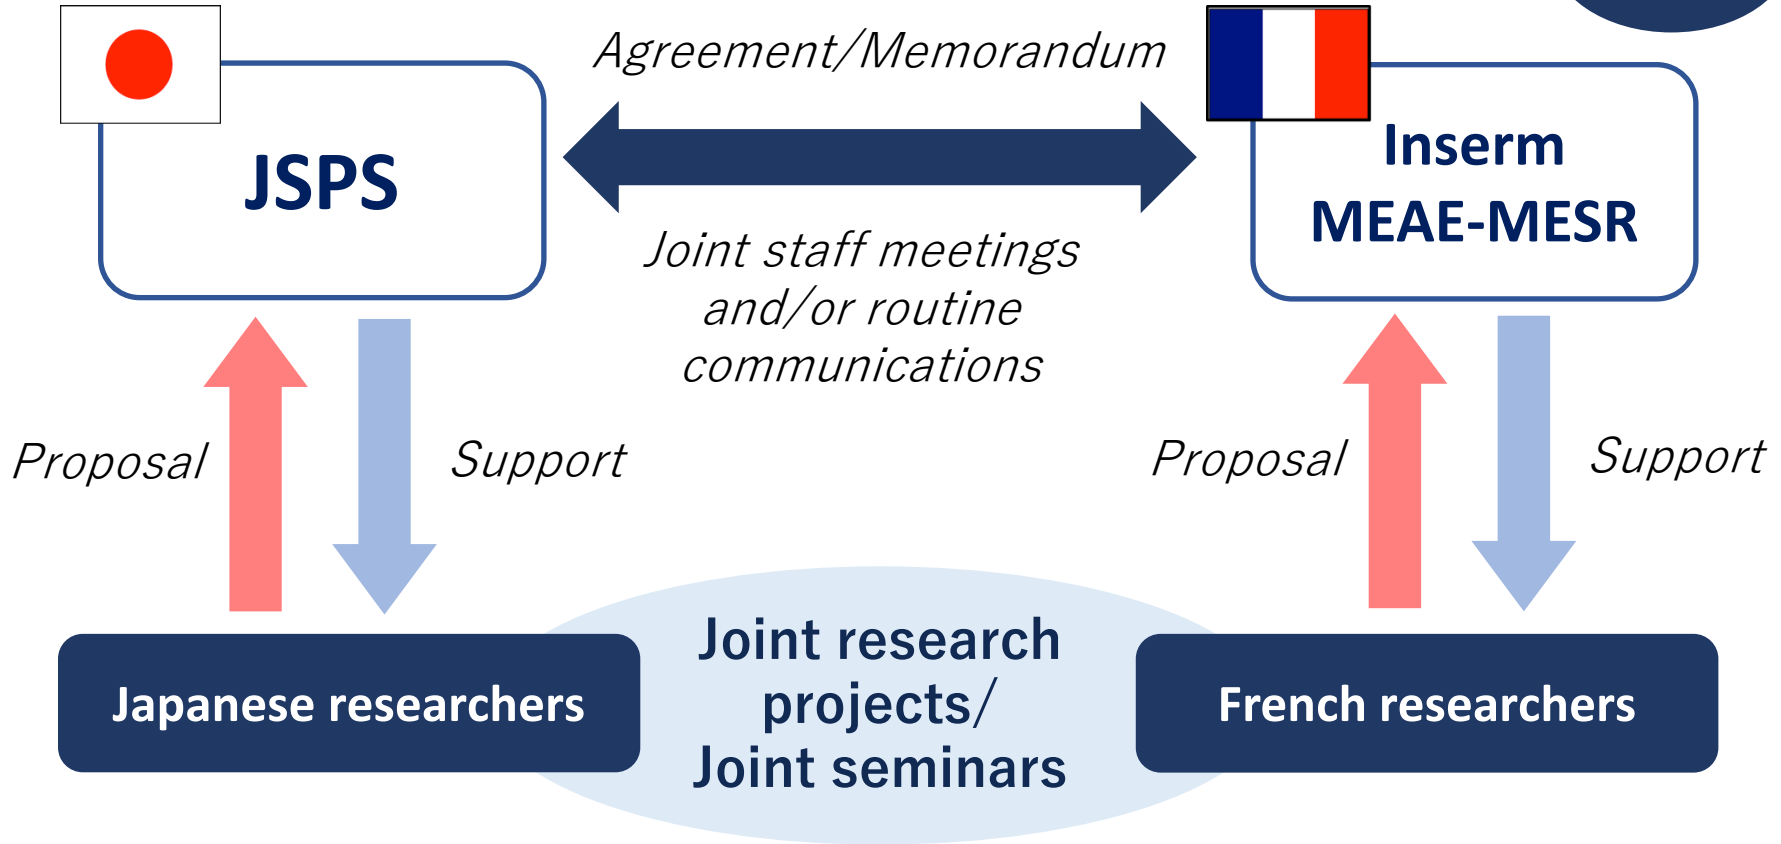 Agreement/Memorandum
JSPS
Inserm
MEAE-MESR
Joint staff meetings
and/or routine
communications
Proposal
Support
Proposal
Support
Japanese researchers
Joint research
projects/
Joint seminars
French researchers